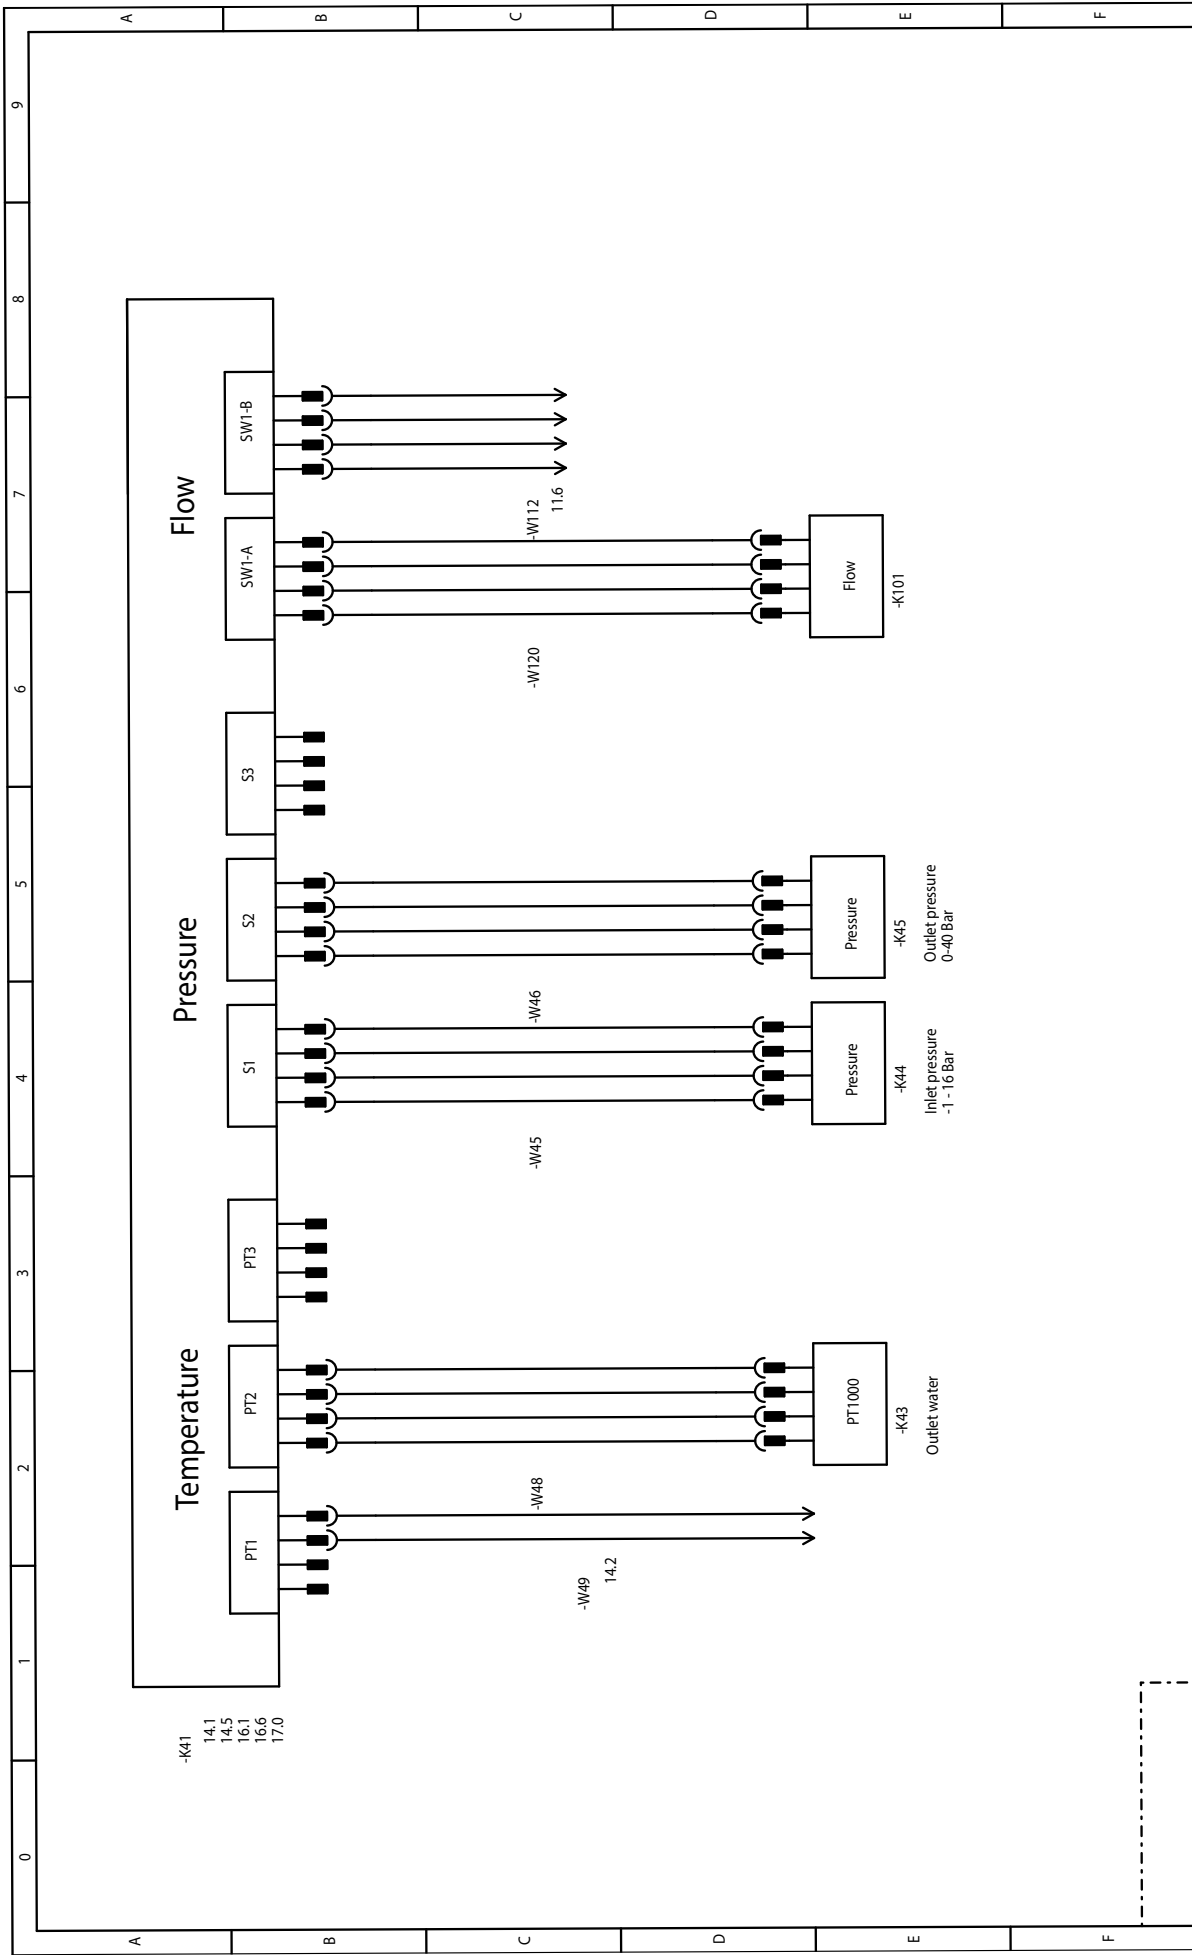 0
1
2
3
4
5
6
7
8
9
A
A
B
B
C
C
D
D
E
E
F
F
-K41
14.1
14.5
16.1
16.6
17.0
Temperature
Pressure
Flow
PT1
PT2
PT3
S1
S2
S3
SW1-A
SW1-B
-W49
14.2
-W48
-W45
-W46
-W120
-W112
11.6
PT1000
-K43
Outlet water
Pressure
-K44
Inlet pressure
-1 - 16 Bar
Pressure
-K45
Outlet pressure
0-40 Bar
Flow
-K101